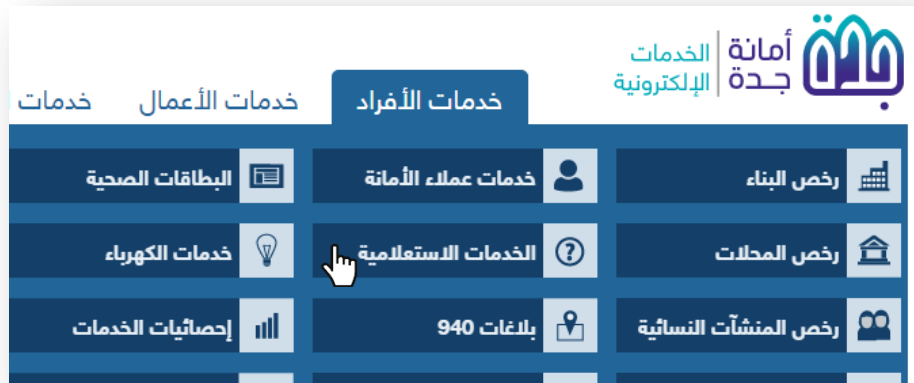 أمانة
جـدة
الخدمات
الإلكترونية
خدمات الأفراد
خدمات الأعمال
خدمات
رخص البناء
خدمات عملاء الأمانة
البطاقات الصحية
رخص المحلات
الخدمات الاستعلامية
خدمات الكهرباء
رخص المنشآت النسائية
بلاغات 940
إحصائيات الخدمات